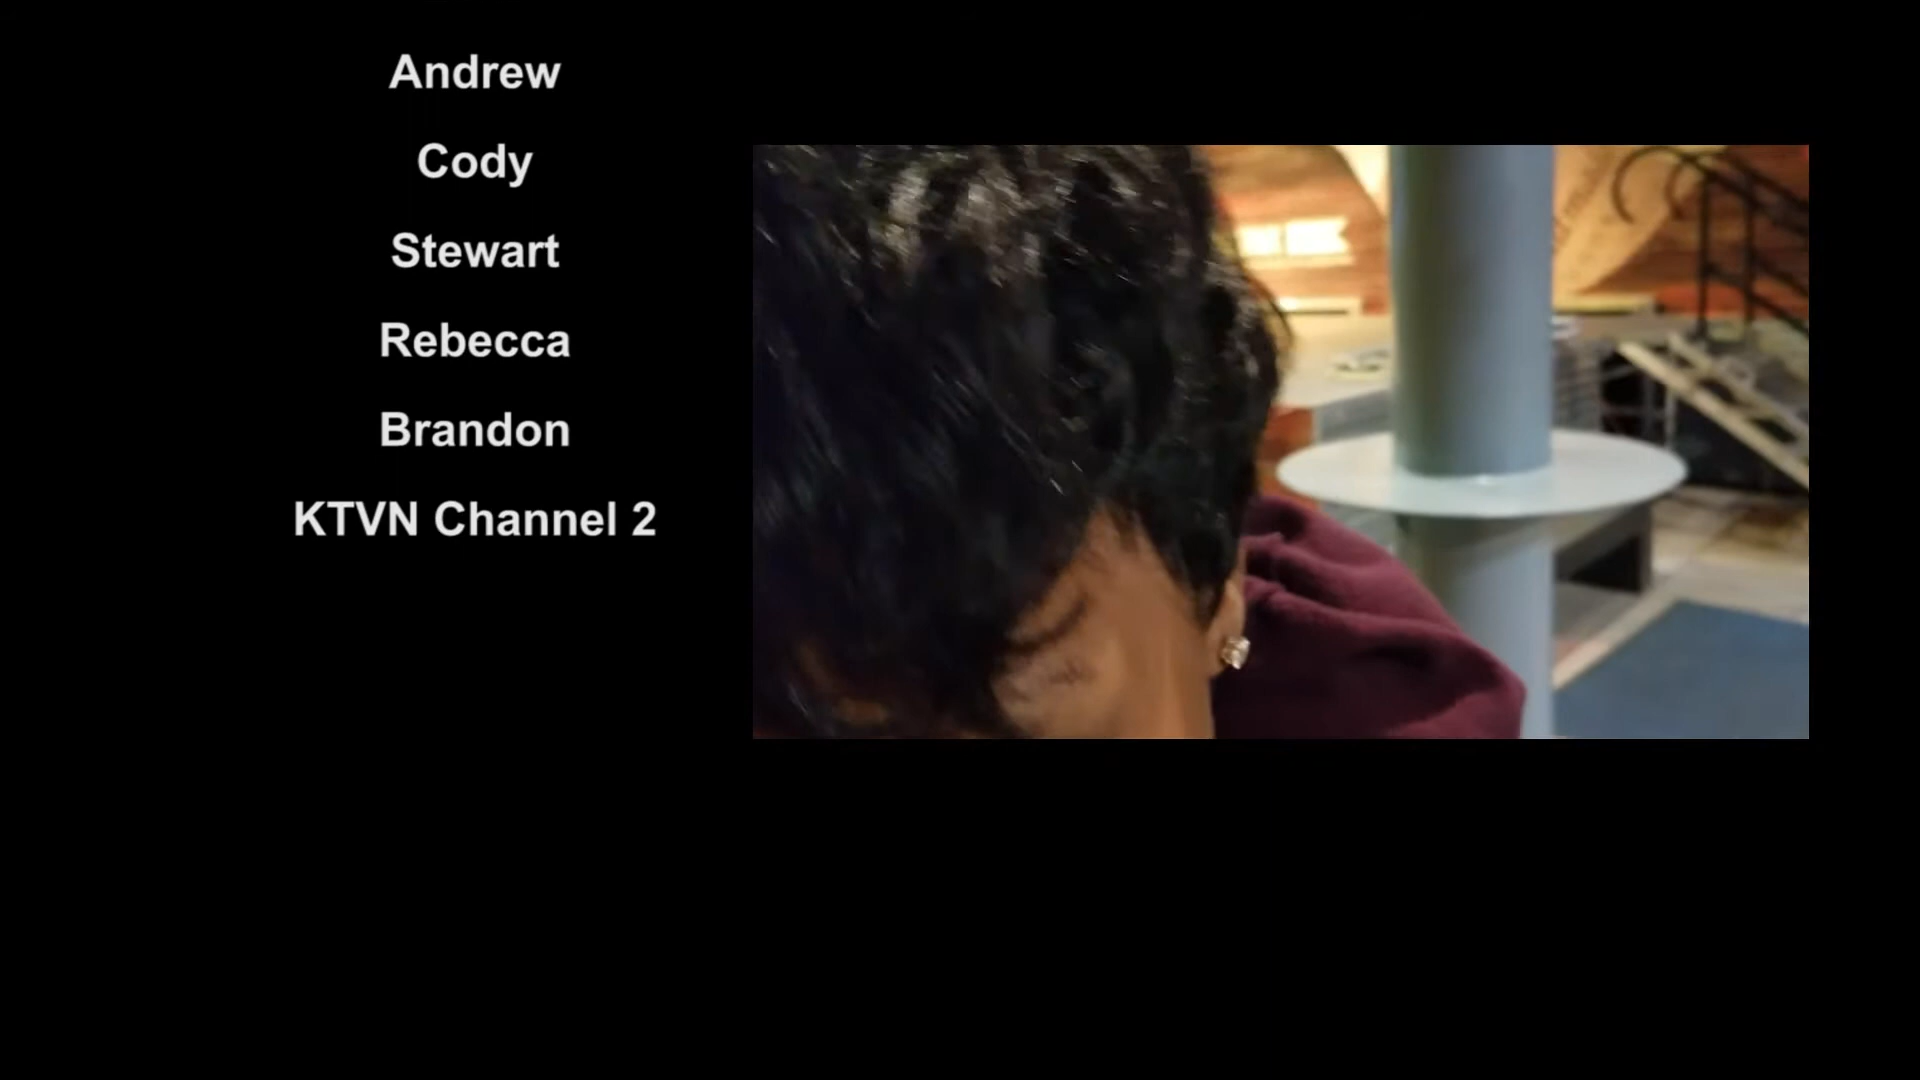 Andrew
Cody
Stewart
Rebecca
Brandon
KTVN Channel 2